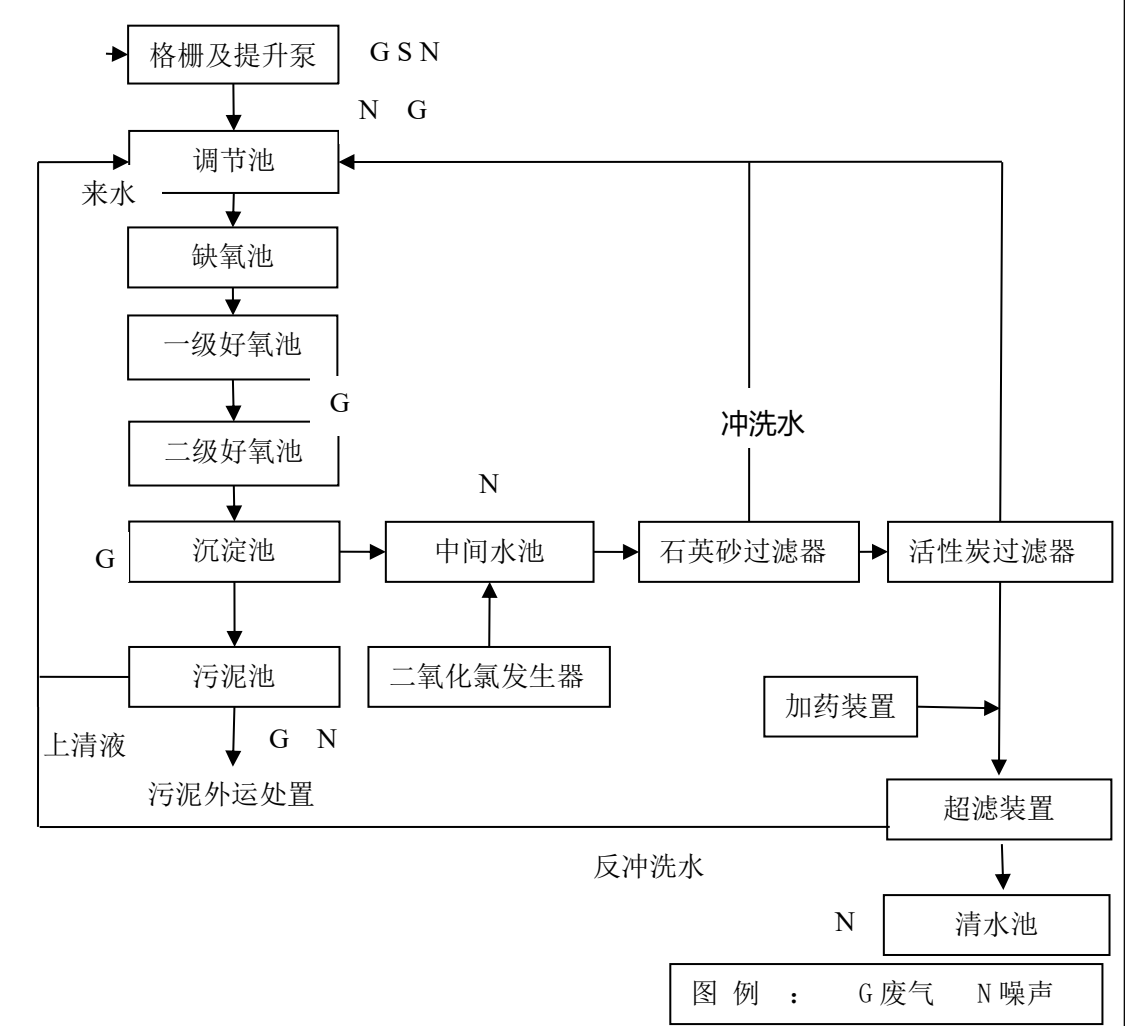 格栅及提升泵 G S N
N G
调节池
来水
缺氧池
一级好氧池
G
冲洗水
二级好氧池
N
G 沉淀池 中间水池 石英砂过滤器 活性炭过滤器
污泥池 二氧化氯发生器
加药装置
上清液 G N
污泥外运处置
超滤装置
反冲洗水
N 清水池
图 例 ： G废气 N噪声